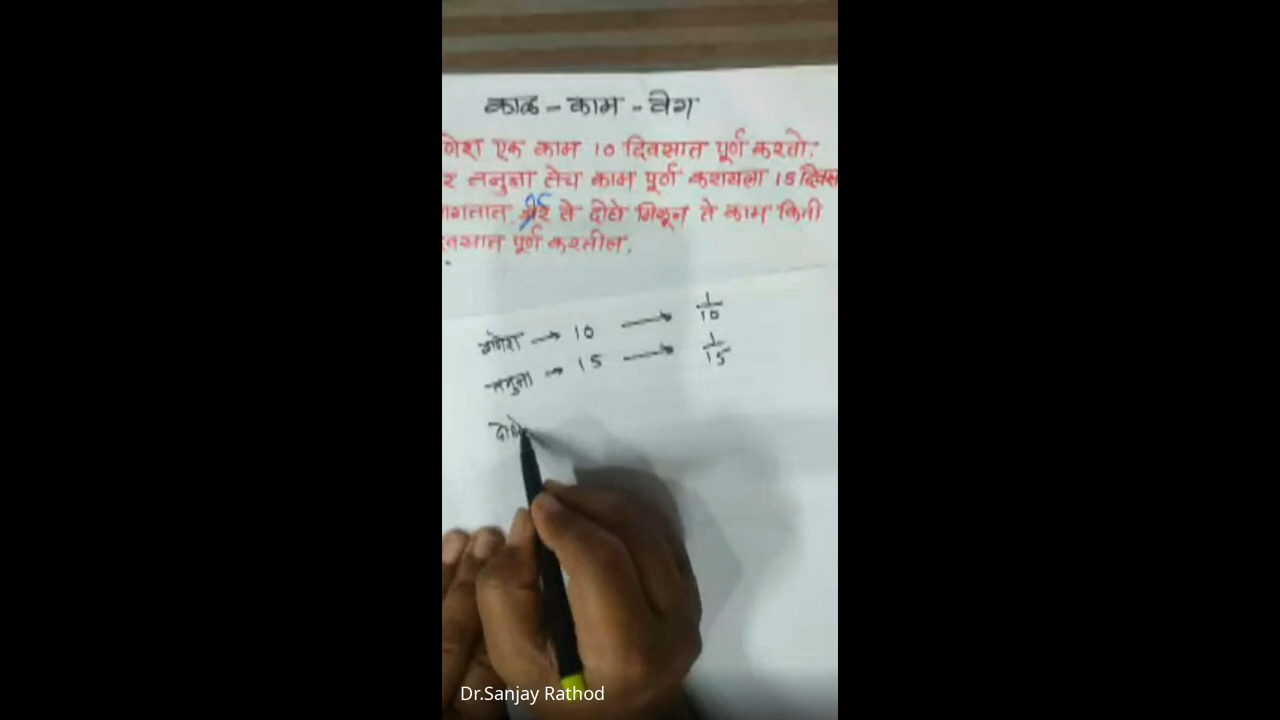 काळ - काम - वेग
णेश एक काम 10 दिवसात पूर्ण करतो.
र तनुजा तेच काम पूर्ण करायला 15 दिवस
ागतात तर ते दोघे मिळून ते काम किती
वसात पूर्ण करतील.
गणेश → 10 → 1/10
तनुजा → 15 → 1/15
दोघे
Dr.Sanjay Rathod